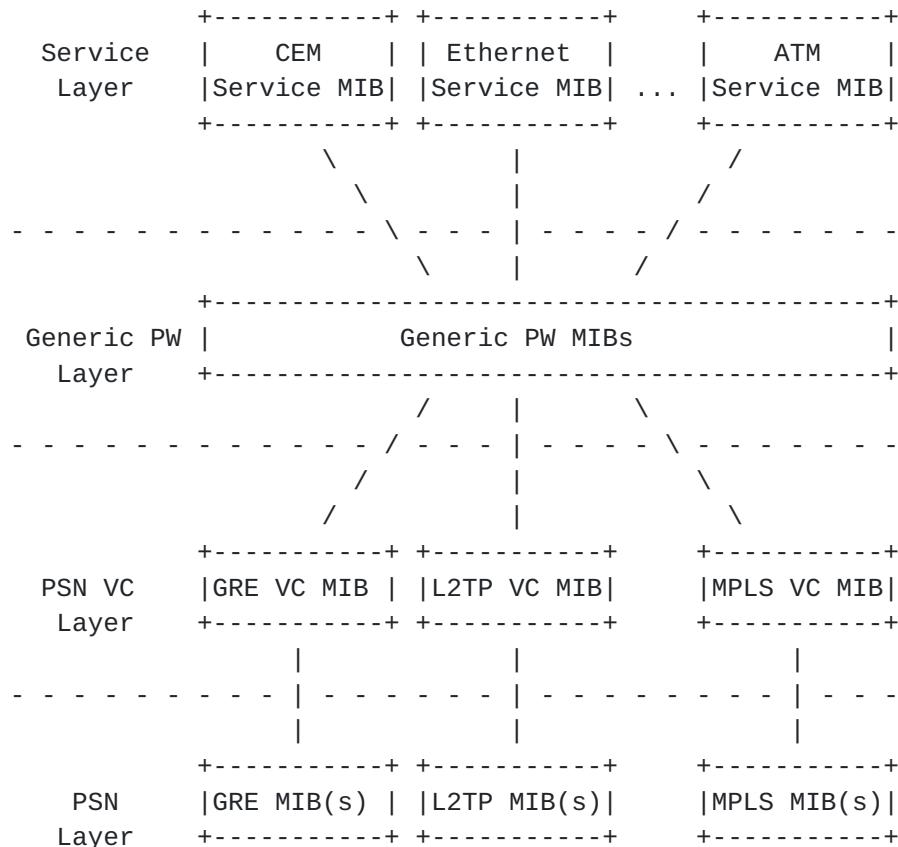 Service CEM Ethernet ATM
Layer Service MIB Service MIB ... Service MIB
Generic PW Generic PW MIBs
Layer
PSN VC GRE VC MIB L2TP VC MIB MPLS VC MIB
Layer
PSN GRE MIB(s) L2TP MIB(s) MPLS MIB(s)
Layer